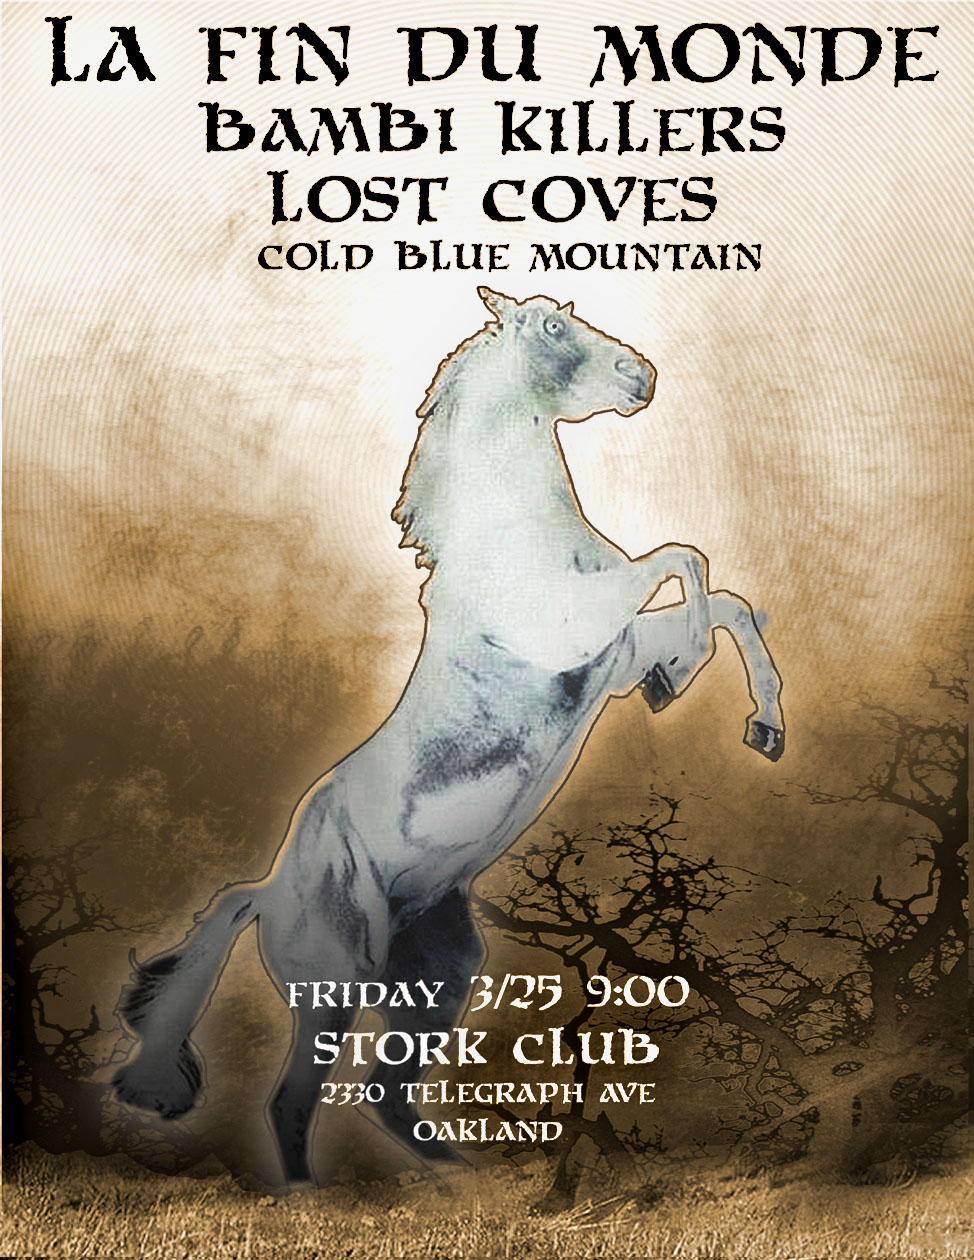 LA FIN DU MONDE
BAMBI KILLERS
LOST COVES
COLD BLUE MOUNTAIN
FRIDAY 3/25 9:00
STORK CLUB
2330 TELEGRAPH AVE
OAKLAND